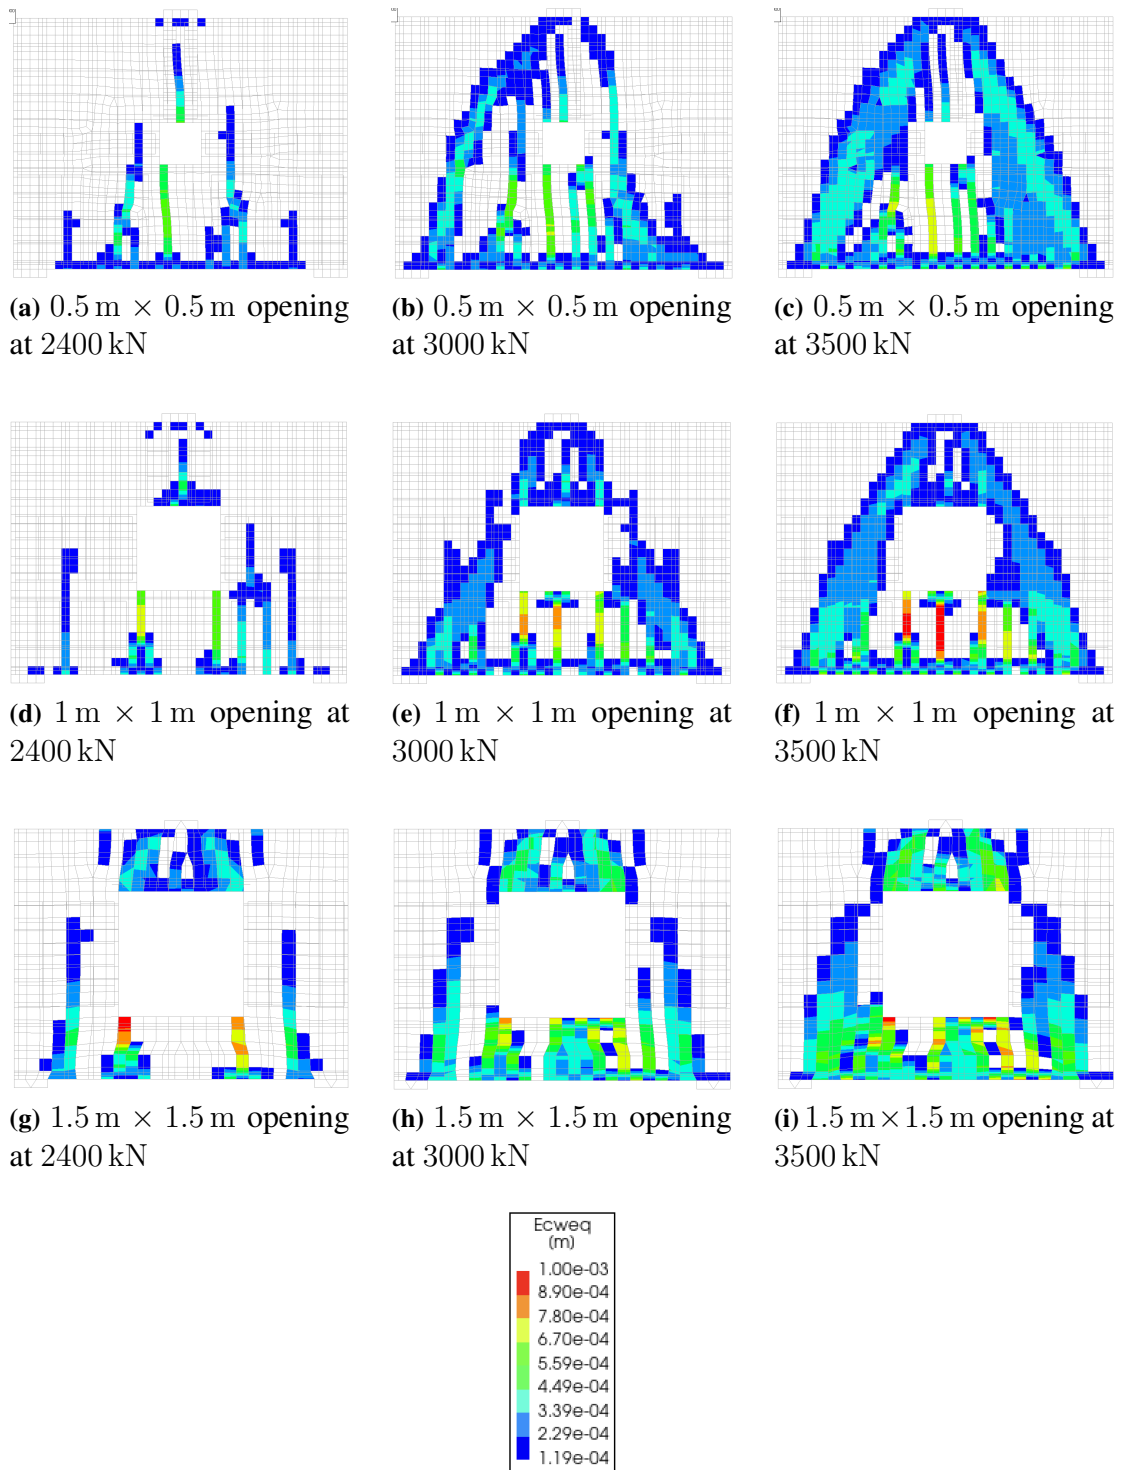 (a) 0.5 m × 0.5 m opening
at 2400 kN
(b) 0.5 m × 0.5 m opening
at 3000 kN
(c) 0.5 m × 0.5 m opening
at 3500 kN
(d) 1 m × 1 m opening at
2400 kN
(e) 1 m × 1 m opening at
3000 kN
(f) 1 m × 1 m opening at
3500 kN
(g) 1.5 m × 1.5 m opening
at 2400 kN
(h) 1.5 m × 1.5 m opening
at 3000 kN
(i) 1.5 m×1.5 m opening at
3500 kN
Ecweq
(m)
1.00e-03
8.90e-04
7.80e-04
6.70e-04
5.59e-04
4.49e-04
3.39e-04
2.29e-04
1.19e-04